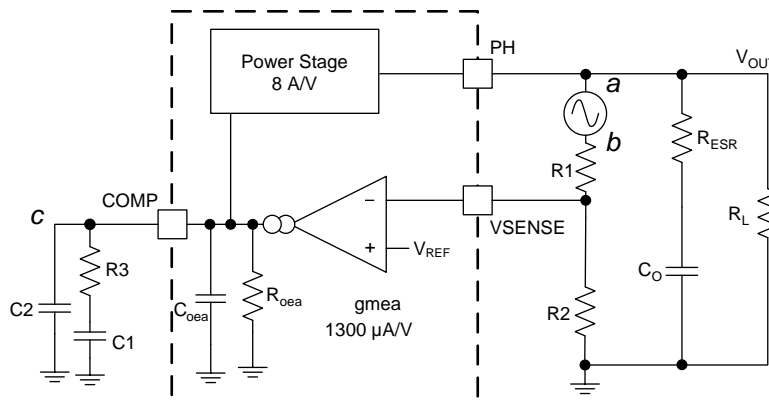 Power Stage
8 A/V
PH
VOUT
a
b
R1
RESR
RL
COMP
c
VSENSE
VREF
R3
C2
C1
Coea
Roea
gmea
1300 µA/V
R2
CO
−
+